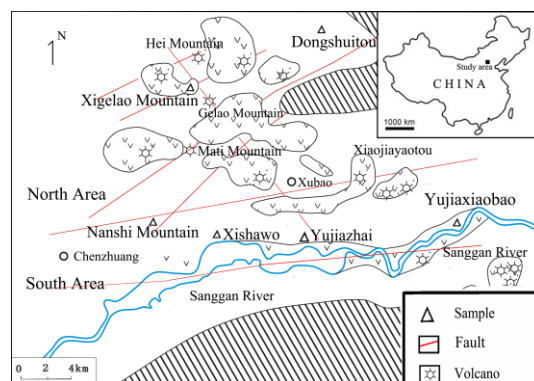 N
Hei Mountain
Dongshuitou
Study area
CHINA
1000 km
Xigelao Mountain
Gelao Mountain
Mati Mountain
Xiaojiayaotou
Xubao
North Area
Yujiaxiaobao
Nanshi Mountain
Xishawo
Yujiazhai
Chenzhuang
Sanggan River
South Area
Sanggan River
Sample
Fault
Volcano
0 2 4km